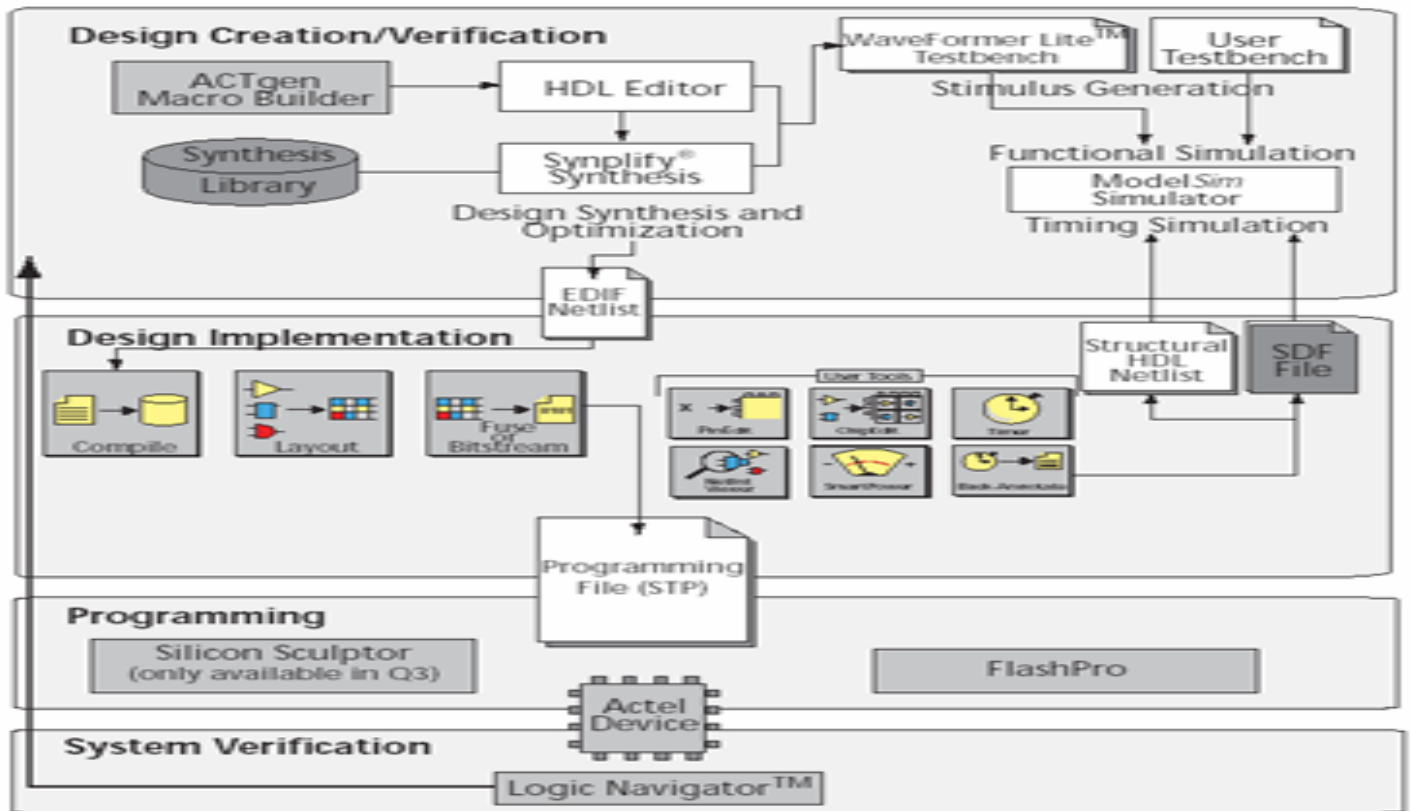 Design Creation/Verification
ACTgen
Macro Builder
HDL Editor
WaveFormer Lite™
Testbench
User
Testbench
Stimulus Generation
Synthesis
Library
Synplify®
Synthesis
Functional Simulation
ModelSim
Simulator
Timing Simulation
Design Synthesis and
Optimization
EDIF
Netlist
Design Implementation
Structural
HDL
Netlist
SDF
File
Compile
Layout
Fuse
or
Bitstream
User Tools
PinEdit
ChipEdit
Timer
Netlist
Viewer
SmartPower
Back-Annotate
Programming
File (STP)
Programming
Silicon Sculptor
(only available in Q3)
FlashPro
Actel
Device
System Verification
Logic Navigator™